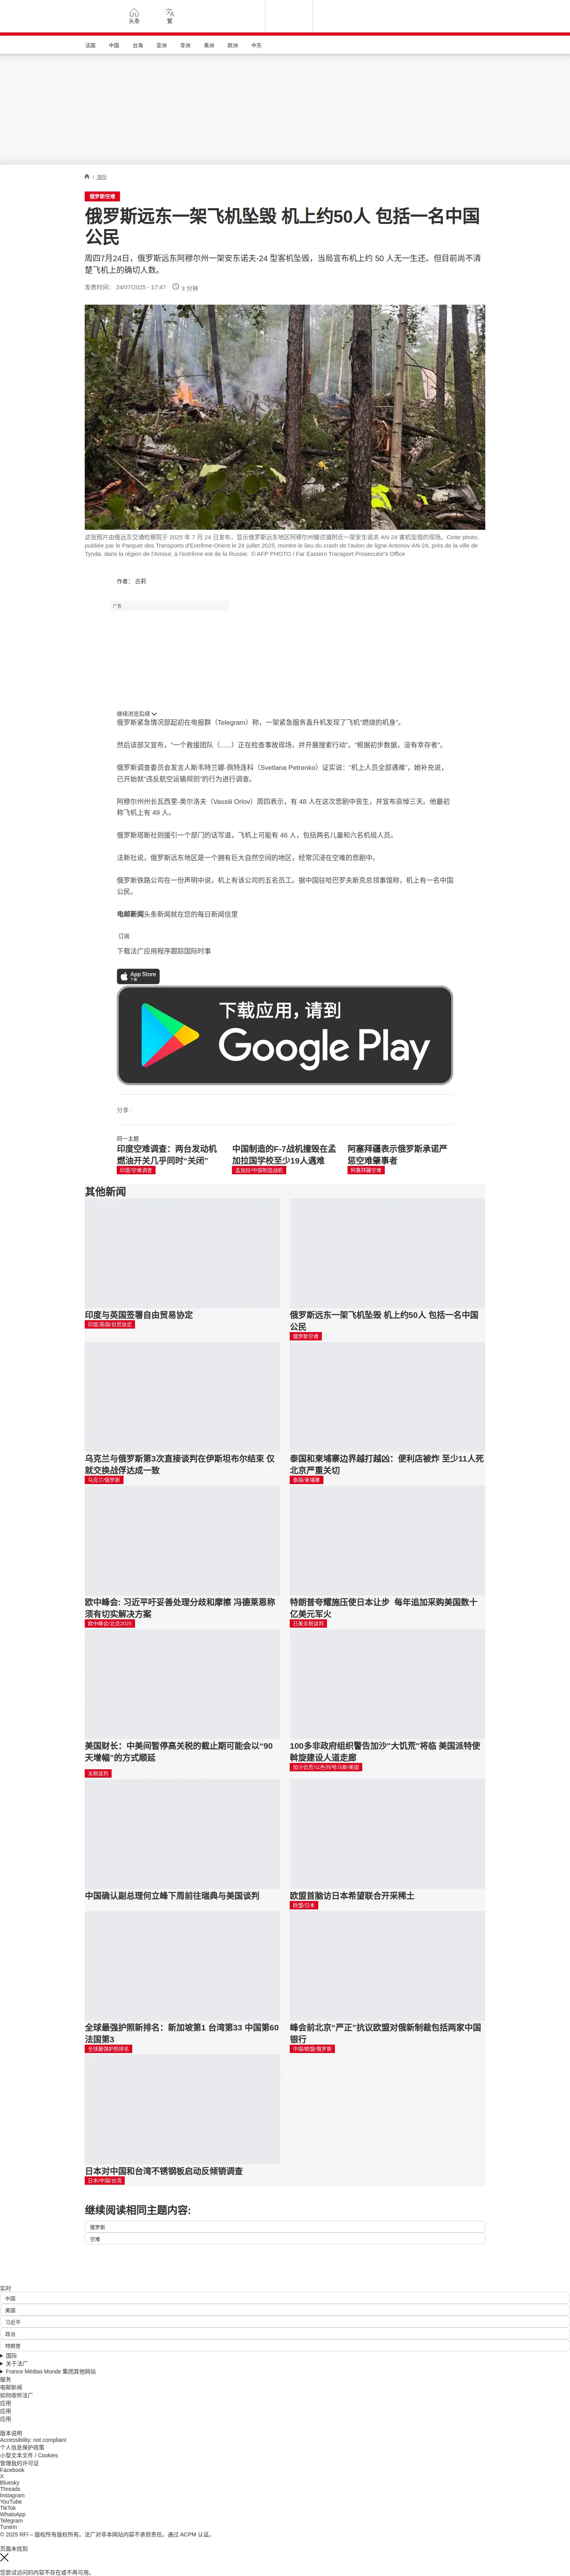 头条
繁
法国 中国 台海 亚洲 非洲 美洲 欧洲 中东
/ 国际
俄罗斯空难
俄罗斯远东一架飞机坠毁 机上约50人 包括一名中国
公民
周四7月24日，俄罗斯远东阿穆尔州一架安东诺夫-24 型客机坠毁，当局宣布机上约 50 人无一生还。但目前尚不清
楚飞机上的确切人数。
发表时间： 24/07/2025 - 17:47 3 分钟
这张照片由俄远东交通检察院于 2025 年 7 月 24 日发布。显示俄罗斯远东地区阿穆尔州滕达镇附近一架安东诺夫 AN-24 客机坠毁的现场。Cette photo,
publiée par le Parquet des Transports d'Extrême-Orient le 24 juillet 2025, montre le lieu du crash de l'avion de ligne Antonov AN-24, près de la ville de
Tynda, dans la région de l'Amour, à l'extrême est de la Russie. © AFP PHOTO / Far Eastern Transport Prosecutor's Office
作者： 古莉
广告
继续浏览后续
俄罗斯紧急情况部起初在电报群（Telegram）称，一架紧急服务直升机发现了飞机“燃烧的机身”。
然后该部又宣布，“一个救援团队（......）正在检查事故现场，并开展搜索行动”。“根据初步数据，没有幸存者”。
俄罗斯调查委员会发言人斯韦特兰娜-佩特连科（Svetlana Petrenko）证实说：“机上人员全部遇难”。她补充说，
已开始就“违反航空运输规则”的行为进行调查。
阿穆尔州州长瓦西里-奥尔洛夫（Vassili Orlov）周四表示，有 48 人在这次悲剧中丧生，并宣布哀悼三天。他最初
称飞机上有 49 人。
俄罗斯塔斯社则援引一个部门的话写道，飞机上可能有 46 人，包括两名儿童和六名机组人员。
法新社说，俄罗斯远东地区是一个拥有巨大自然空间的地区，经常沉浸在空难的悲剧中。
俄罗斯铁路公司在一份声明中说，机上有该公司的五名员工。据中国驻哈巴罗夫斯克总领事馆称，机上有一名中国
公民。
电邮新闻头条新闻就在您的每日新闻信里
订阅
下载法广应用程序跟踪国际时事
App Store
下载
下载应用，请到
Google Play
分享 :
同一主题
印度空难调查：两台发动机
燃油开关几乎同时“关闭”
印度/空难调查
中国制造的F-7战机撞毁在孟
加拉国学校至少19人遇难
孟加拉/中国制造战机
阿塞拜疆表示俄罗斯承诺严
惩空难肇事者
阿塞拜疆空难
其他新闻
印度与英国签署自由贸易协定
印度/英国/自贸协定
俄罗斯远东一架飞机坠毁 机上约50人 包括一名中国
公民
俄罗斯空难
乌克兰与俄罗斯第3次直接谈判在伊斯坦布尔结束 仅
就交换战俘达成一致
乌克兰/俄罗斯
泰国和柬埔寨边界越打越凶：便利店被炸 至少11人死
北京严重关切
泰国/柬埔寨
欧中峰会: 习近平吁妥善处理分歧和摩擦 冯德莱恩称
须有切实解决方案
欧中峰会/北京2025
特朗普夸耀施压使日本让步 每年追加采购美国数十
亿美元军火
日美关税谈判
美国财长：中美间暂停高关税的截止期可能会以“90
天增幅”的方式顺延
关税谈判
100多非政府组织警告加沙"大饥荒"将临 美国派特使
斡旋建设人道走廊
加沙饥荒/以色列/哈马斯/美国
中国确认副总理何立峰下周前往瑞典与美国谈判
欧盟首脑访日本希望联合开采稀土
欧盟/日本
全球最强护照新排名：新加坡第1 台湾第33 中国第60
法国第3
全球最强护照排名
峰会前北京“严正”抗议欧盟对俄新制裁包括两家中国
银行
中国/欧盟/俄罗斯
日本对中国和台湾不锈钢板启动反倾销调查
日本/中国/台湾
继续阅读相同主题内容:
俄罗斯
空难
实时
中国
美国
习近平
政治
特朗普
国际
关于法广
France Médias Monde 集团其他网站
服务
电邮新闻
如何收听法广
应用
应用
应用
版本说明
Accessibility: not compliant
个人信息保护政策
小型文本文件 / Cookies
管理我的许可证
Facebook
X
Bluesky
Threads
Instagram
YouTube
TikTok
WhatsApp
Telegram
TuneIn
© 2025 RFI – 版权所有版权所有。法广对非本网站内容不承担责任。通过 ACPM 认证。
页面未找到
您尝试访问的内容不存在或不再可用。